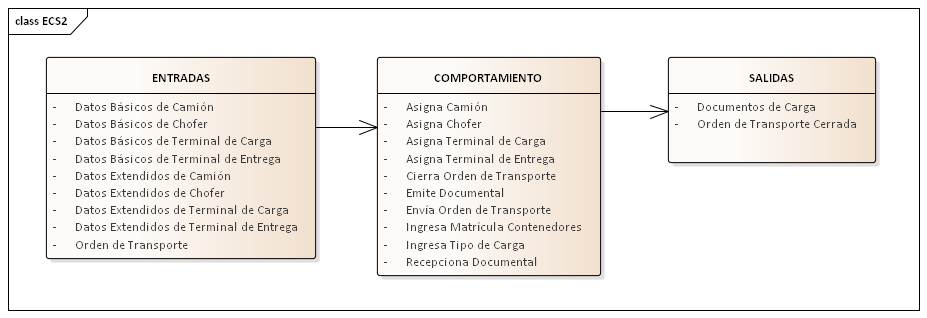 class ECS2
ENTRADAS
- Datos Básicos de Camión
- Datos Básicos de Chofer
- Datos Básicos de Terminal de Carga
- Datos Básicos de Terminal de Entrega
- Datos Extendidos de Camión
- Datos Extendidos de Chofer
- Datos Extendidos de Terminal de Carga
- Datos Extendidos de Terminal de Entrega
- Orden de Transporte
COMPORTAMIENTO
- Asigna Camión
- Asigna Chofer
- Asigna Terminal de Carga
- Asigna Terminal de Entrega
- Cierra Orden de Transporte
- Emite Documental
- Envía Orden de Transporte
- Ingresa Matrícula Contenedores
- Ingresa Tipo de Carga
- Recepciona Documental
SALIDAS
- Documentos de Carga
- Orden de Transporte Cerrada